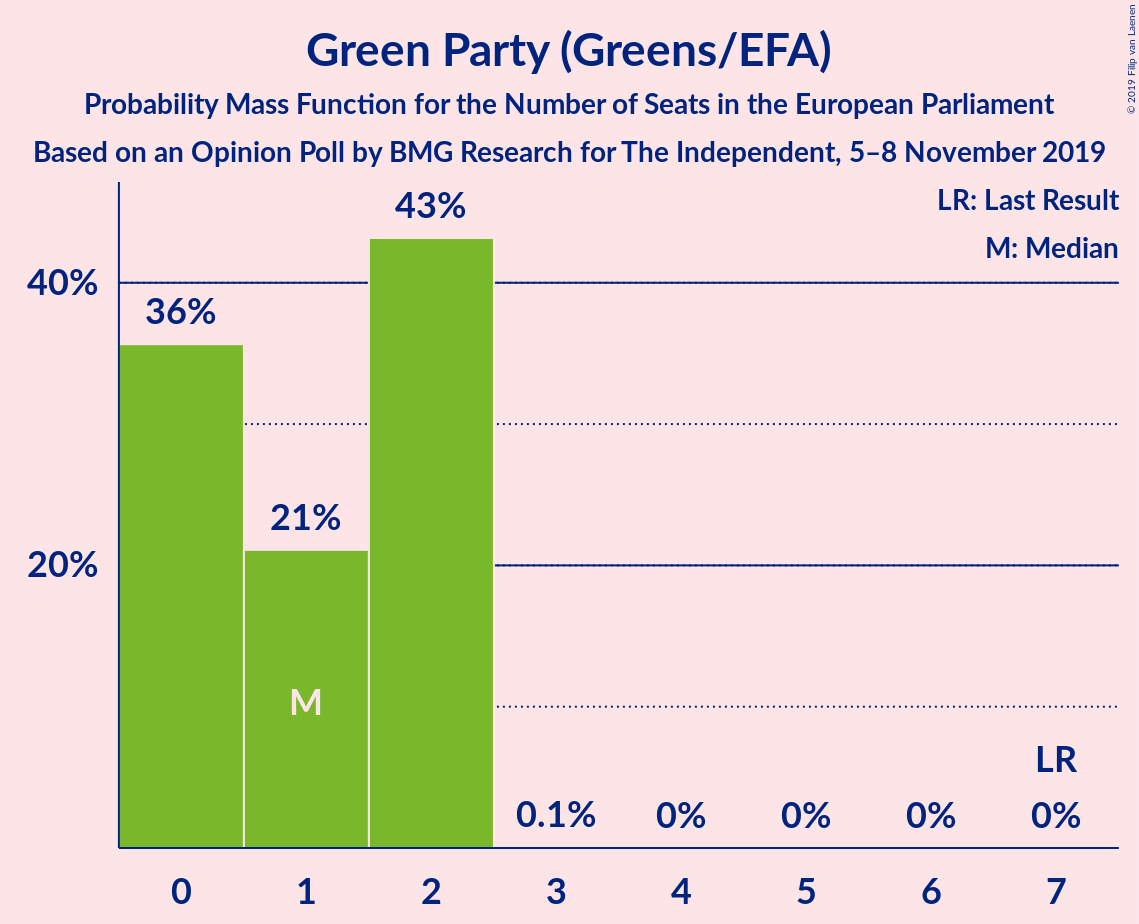 Green Party (Greens/EFA)
Probability Mass Function for the Number of Seats in the European Parliament
Based on an Opinion Poll by BMG Research for The Independent, 5–8 November 2019
© 2019 Filip van Laenen
LR: Last Result
M: Median
40%
20%
36%
21%
43%
0.1%
0%
0%
0%
0%
M
LR
0 1 2 3 4 5 6 7